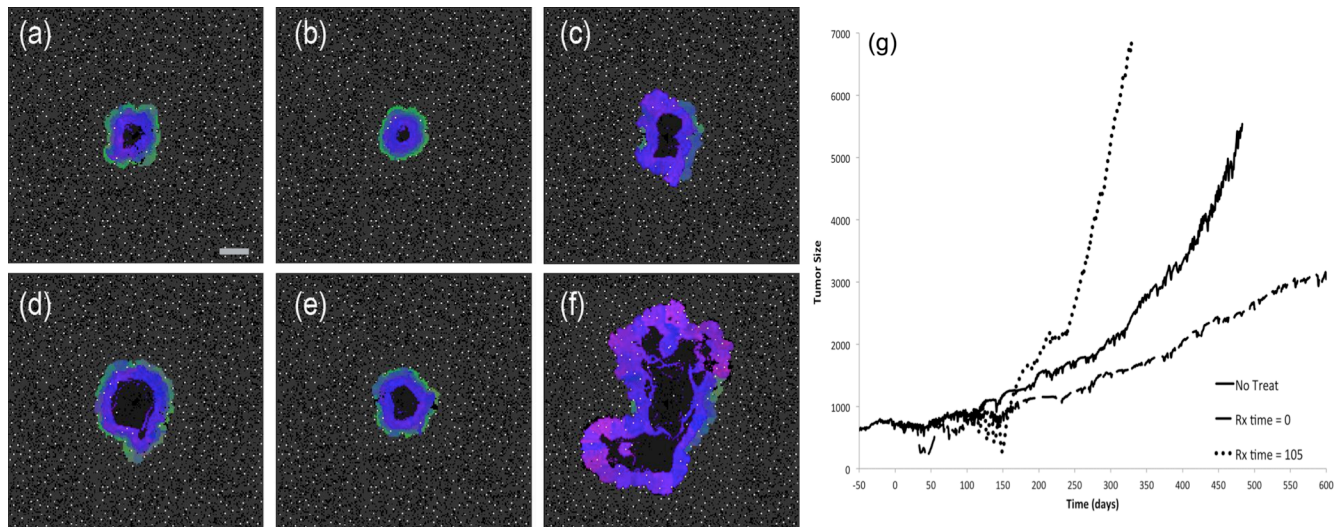 (a)
(b)
(c)
(d)
(e)
(f)
(g)
7000
6000
5000
4000
3000
2000
1000
0
Tumor Size
-50 0 50 100 150 200 250 300 350 400 450 500 550 600
Time (days)
No Treat
Rx time = 0
Rx time = 105